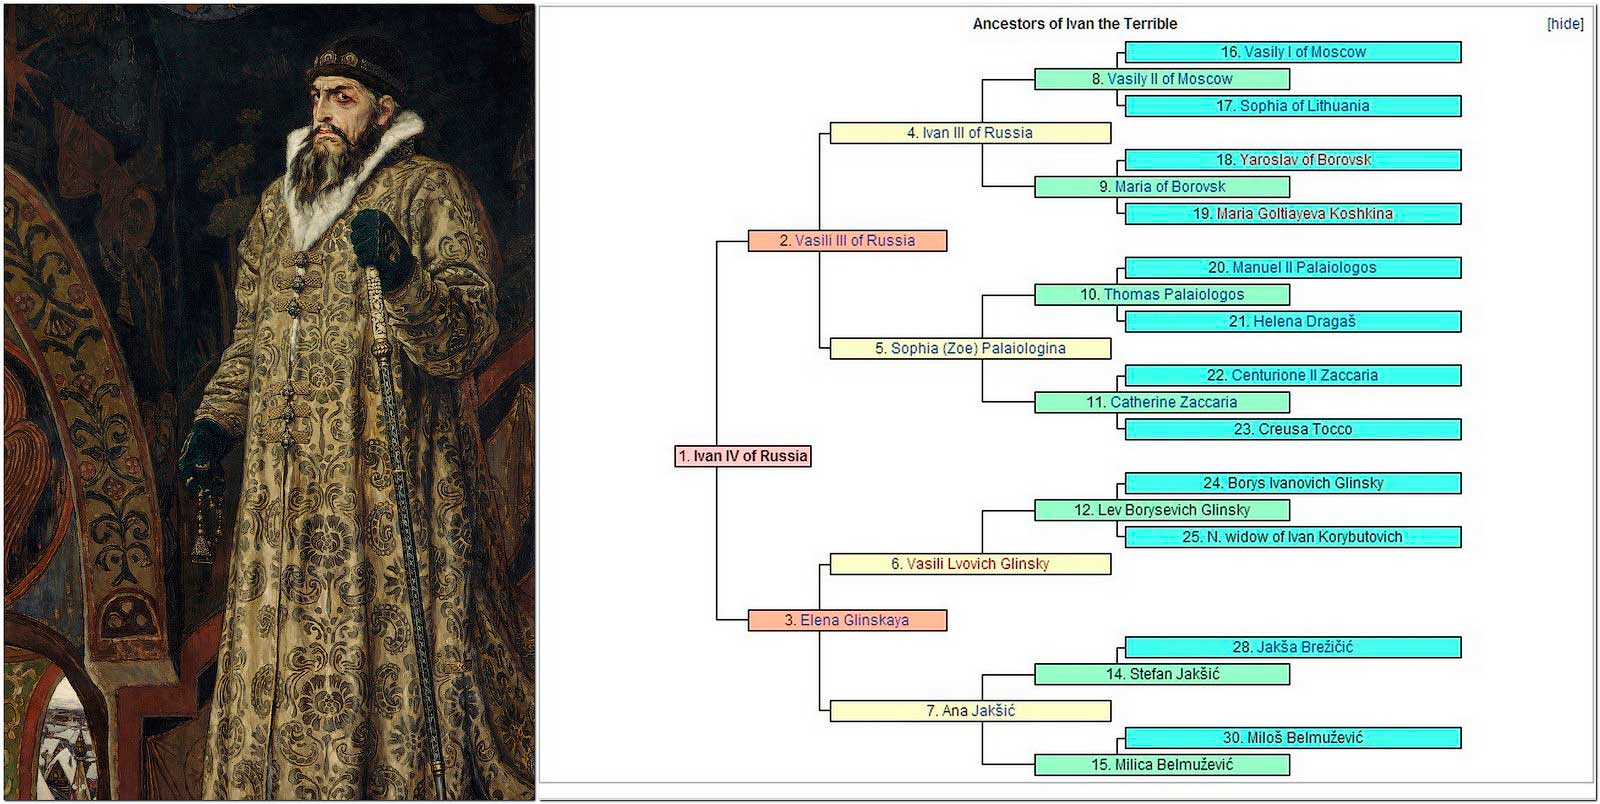 Ancestors of Ivan the Terrible
[hide]
16. Vasily I of Moscow
8. Vasily II of Moscow
17. Sophia of Lithuania
4. Ivan III of Russia
18. Yaroslav of Borovsk
9. Maria of Borovsk
19. Maria Goltiayeva Koshkina
2. Vasili III of Russia
20. Manuel II Palaiologos
10. Thomas Palaiologos
21. Helena Dragaš
5. Sophia (Zoe) Palaiologina
22. Centurione II Zaccaria
11. Catherine Zaccaria
23. Creusa Tocco
1. Ivan IV of Russia
24. Borys Ivanovich Glinsky
12. Lev Borysevich Glinsky
25. N. widow of Ivan Korybutovich
6. Vasili Lvovich Glinsky
3. Elena Glinskaya
28. Jakša Brežičić
14. Stefan Jakšić
7. Ana Jakšić
30. Miloš Belmužević
15. Milica Belmužević